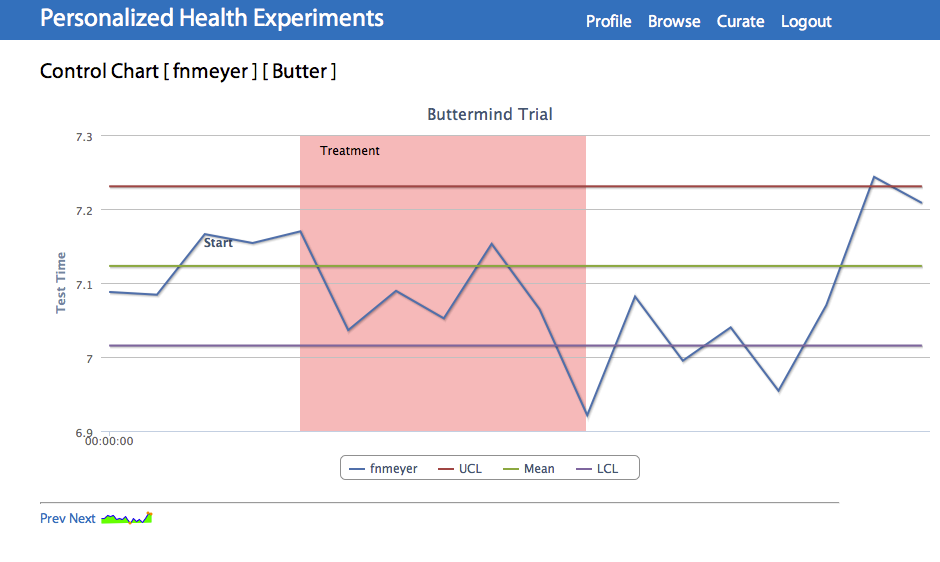 Personalized Health Experiments
Profile Browse Curate Logout
Control Chart [ fnmeyer ] [ Butter ]
Buttermind Trial
7.3
Treatment
7.2
Start
Test Time
7.1
7
6.9
00:00:00
fnmeyer UCL Mean LCL
Prev Next